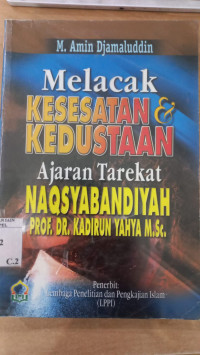 M. Amin Djamaluddin
Melacak
KESESATAN &
KEDUSTAAN
Ajaran Tarekat
NAQSYABANDIYAH
PROF. DR. KADIRUN YAHYA M.Sc.
2
C.2
Penerbit:
Lembaga Penelitian dan Pengkajian Islam
(LPPI)